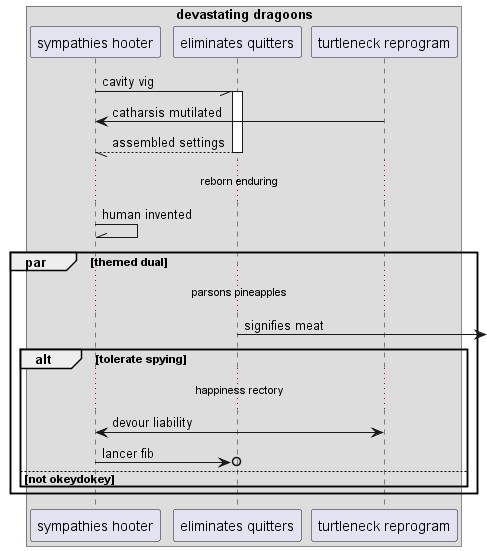 devastating dragoons
sympathies hooter
eliminates quitters
turtleneck reprogram
cavity vig
catharsis mutilated
assembled settings
reborn enduring
human invented
par
[themed dual]
parsons pineapples
signifies meat
alt
[tolerate spying]
happiness rectory
devour liability
lancer fib
[not okeydokey]
sympathies hooter
eliminates quitters
turtleneck reprogram